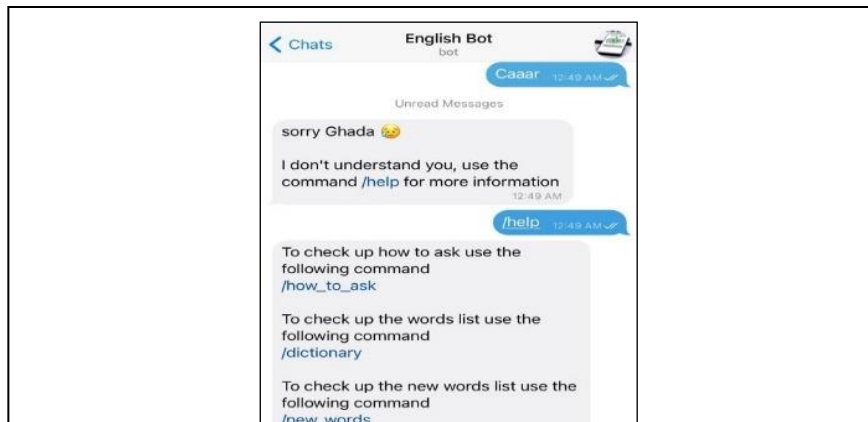 Chats
English Bot
bot
Caaar 12:49 AM
Unread Messages
sorry Ghada 😢
I don't understand you, use the
command /help for more information
12:49 AM
/help 12:49 AM
To check up how to ask use the
following command
/how_to_ask
To check up the words list use the
following command
/dictionary
To check up the new words list use the
following command
/new_words